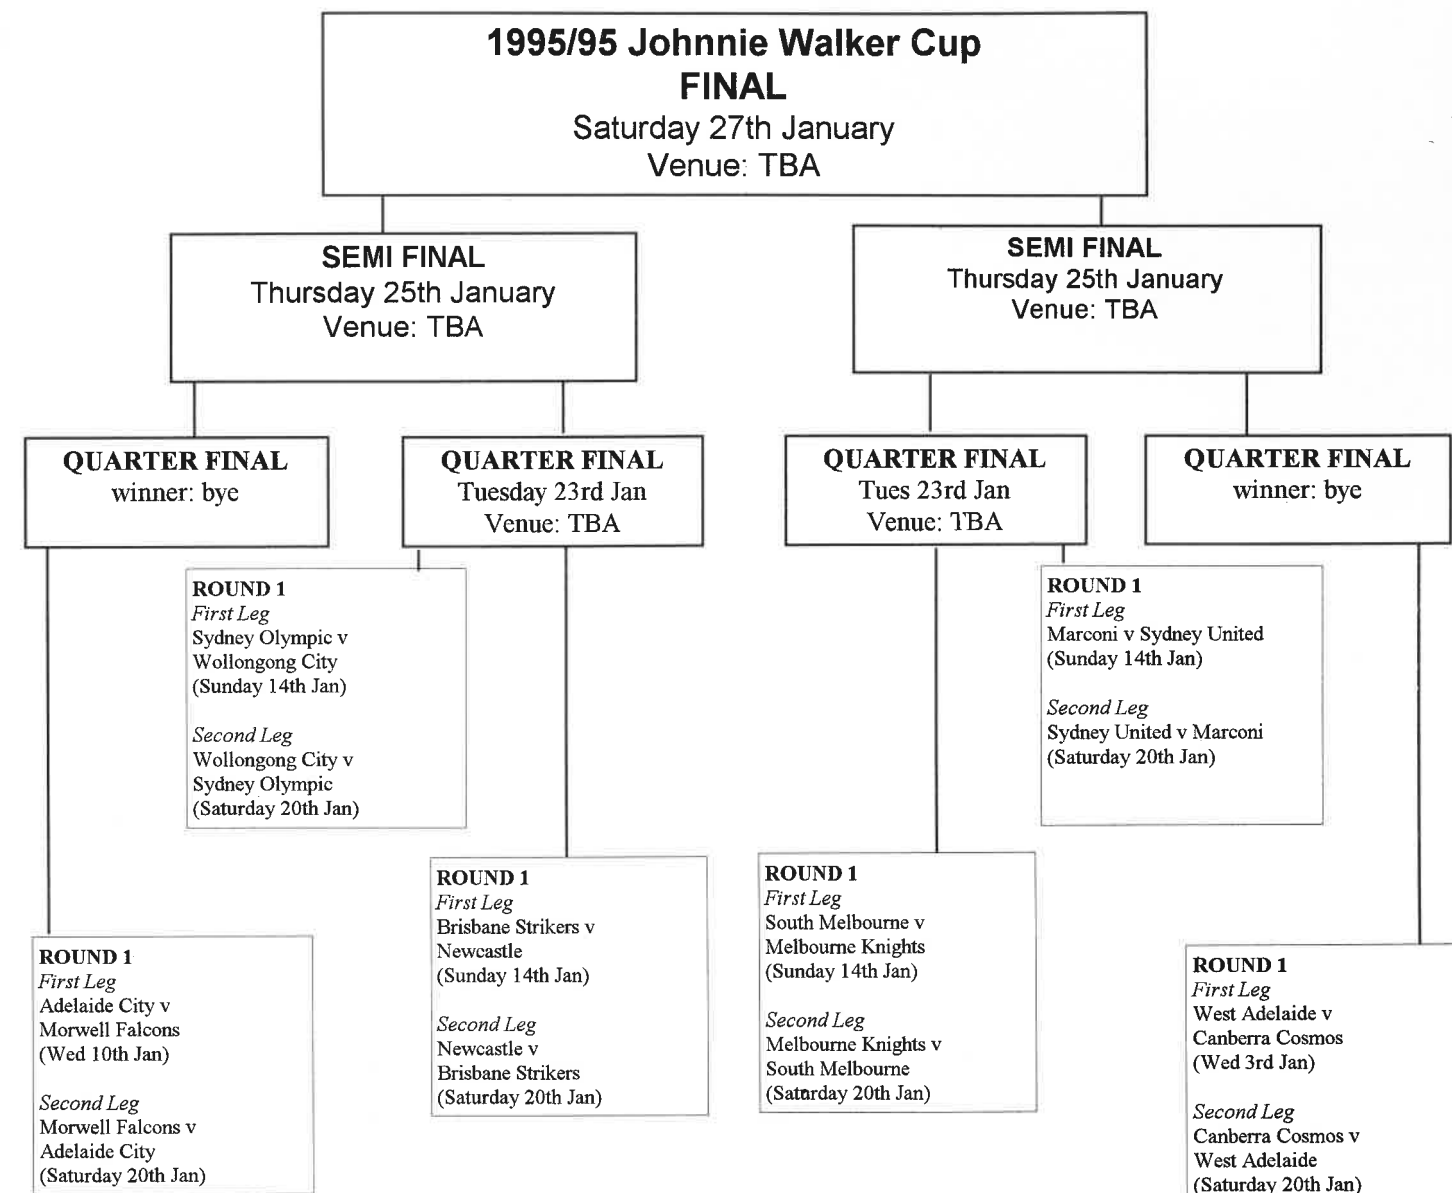 1995/95 Johnnie Walker Cup
FINAL
Saturday 27th January
Venue: TBA
SEMI FINAL
Thursday 25th January
Venue: TBA
SEMI FINAL
Thursday 25th January
Venue: TBA
QUARTER FINAL
winner: bye
QUARTER FINAL
Tuesday 23rd Jan
Venue: TBA
QUARTER FINAL
Tues 23rd Jan
Venue: TBA
QUARTER FINAL
winner: bye
ROUND 1
First Leg
Sydney Olympic v
Wollongong City
(Sunday 14th Jan)
Second Leg
Wollongong City v
Sydney Olympic
(Saturday 20th Jan)
ROUND 1
First Leg
Marconi v Sydney United
(Sunday 14th Jan)
Second Leg
Sydney United v Marconi
(Saturday 20th Jan)
ROUND 1
First Leg
Adelaide City v
Morwell Falcons
(Wed 10th Jan)
Second Leg
Morwell Falcons v
Adelaide City
(Saturday 20th Jan)
ROUND 1
First Leg
Brisbane Strikers v
Newcastle
(Sunday 14th Jan)
Second Leg
Newcastle v
Brisbane Strikers
(Saturday 20th Jan)
ROUND 1
First Leg
South Melbourne v
Melbourne Knights
(Sunday 14th Jan)
Second Leg
Melbourne Knights v
South Melbourne
(Saturday 20th Jan)
ROUND 1
First Leg
West Adelaide v
Canberra Cosmos
(Wed 3rd Jan)
Second Leg
Canberra Cosmos v
West Adelaide
(Saturday 20th Jan)